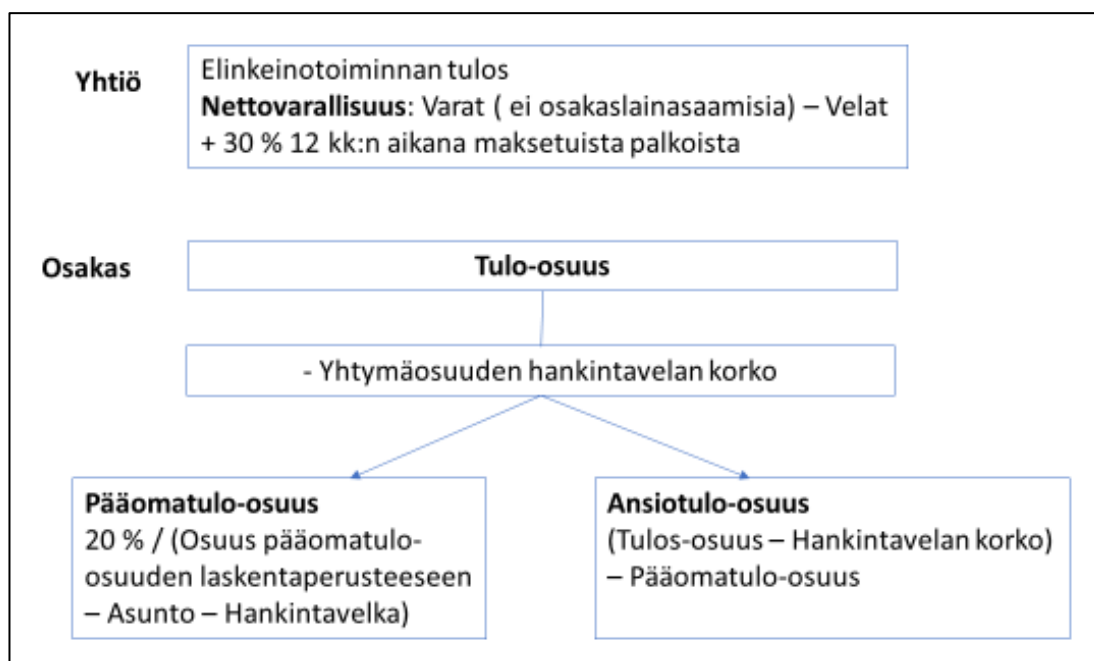 Yhtiö
Elinkeinotoiminnan tulos
Nettovarallisuus: Varat ( ei osakaslainasaamisia) – Velat
+ 30 % 12 kk:n aikana maksetuista palkoista
Osakas
Tulo-osuus
- Yhtymäosuuden hankintavelan korko
Pääomatulo-osuus
20 % / (Osuus pääomatulo-
osuuden laskentaperusteeseen
– Asunto – Hankintavelka)
Ansiotulo-osuus
(Tulos-osuus – Hankintavelan korko)
– Pääomatulo-osuus